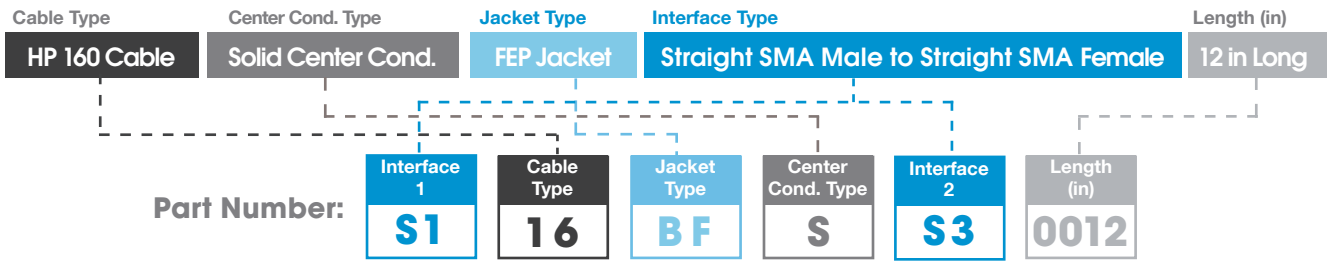 Cable Type Center Cond. Type Jacket Type Interface Type Length (in)
HP 160 Cable Solid Center Cond. FEP Jacket Straight SMA Male to Straight SMA Female 12 in Long
Interface 1 Cable Type Jacket Type Center Cond. Type Interface 2 Length (in)
Part Number: S1 16 BF S S3 0012